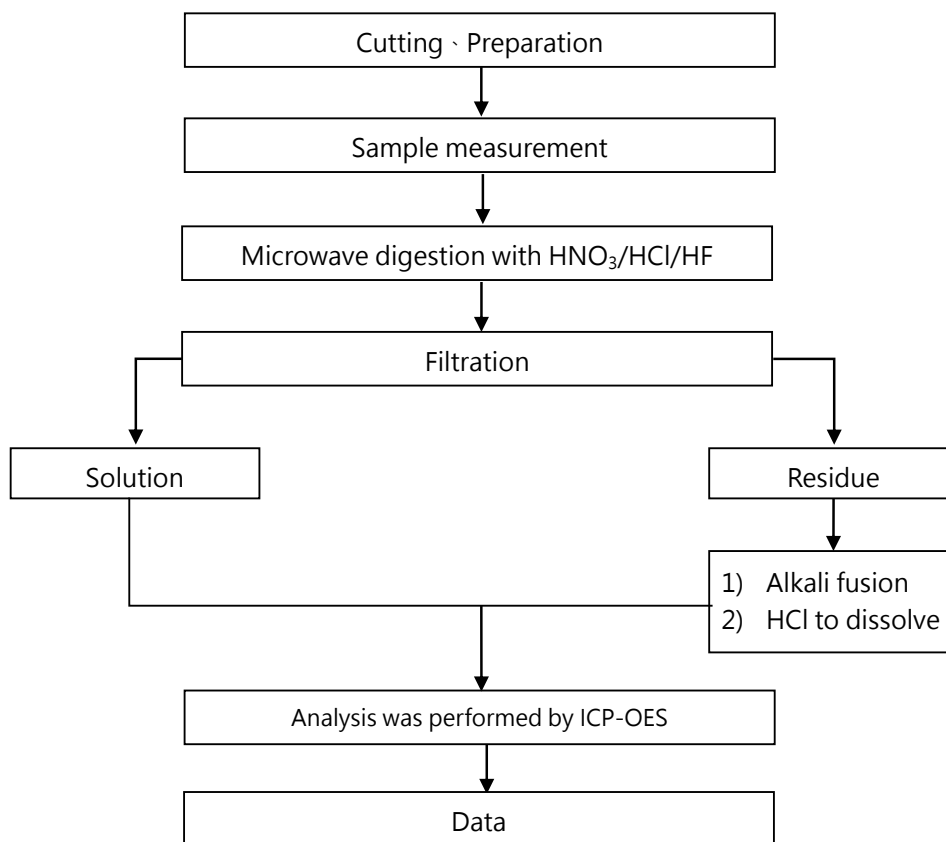 Cutting、Preparation
Sample measurement
Microwave digestion with HNO₃/HCl/HF
Filtration
Solution
Residue
1) Alkali fusion
2) HCl to dissolve
Analysis was performed by ICP-OES
Data